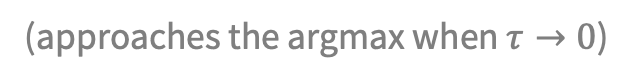 (approaches the argmax when τ → 0)